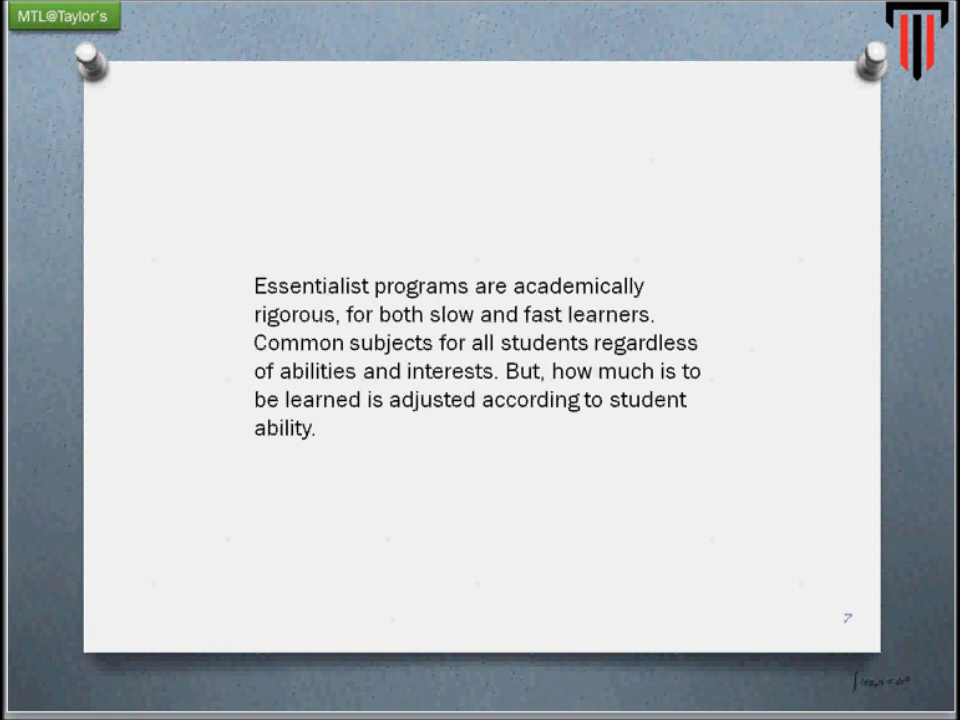 MTL@Taylor's
Essentialist programs are academically
rigorous, for both slow and fast learners.
Common subjects for all students regardless
of abilities and interests. But, how much is to
be learned is adjusted according to student
ability.
7